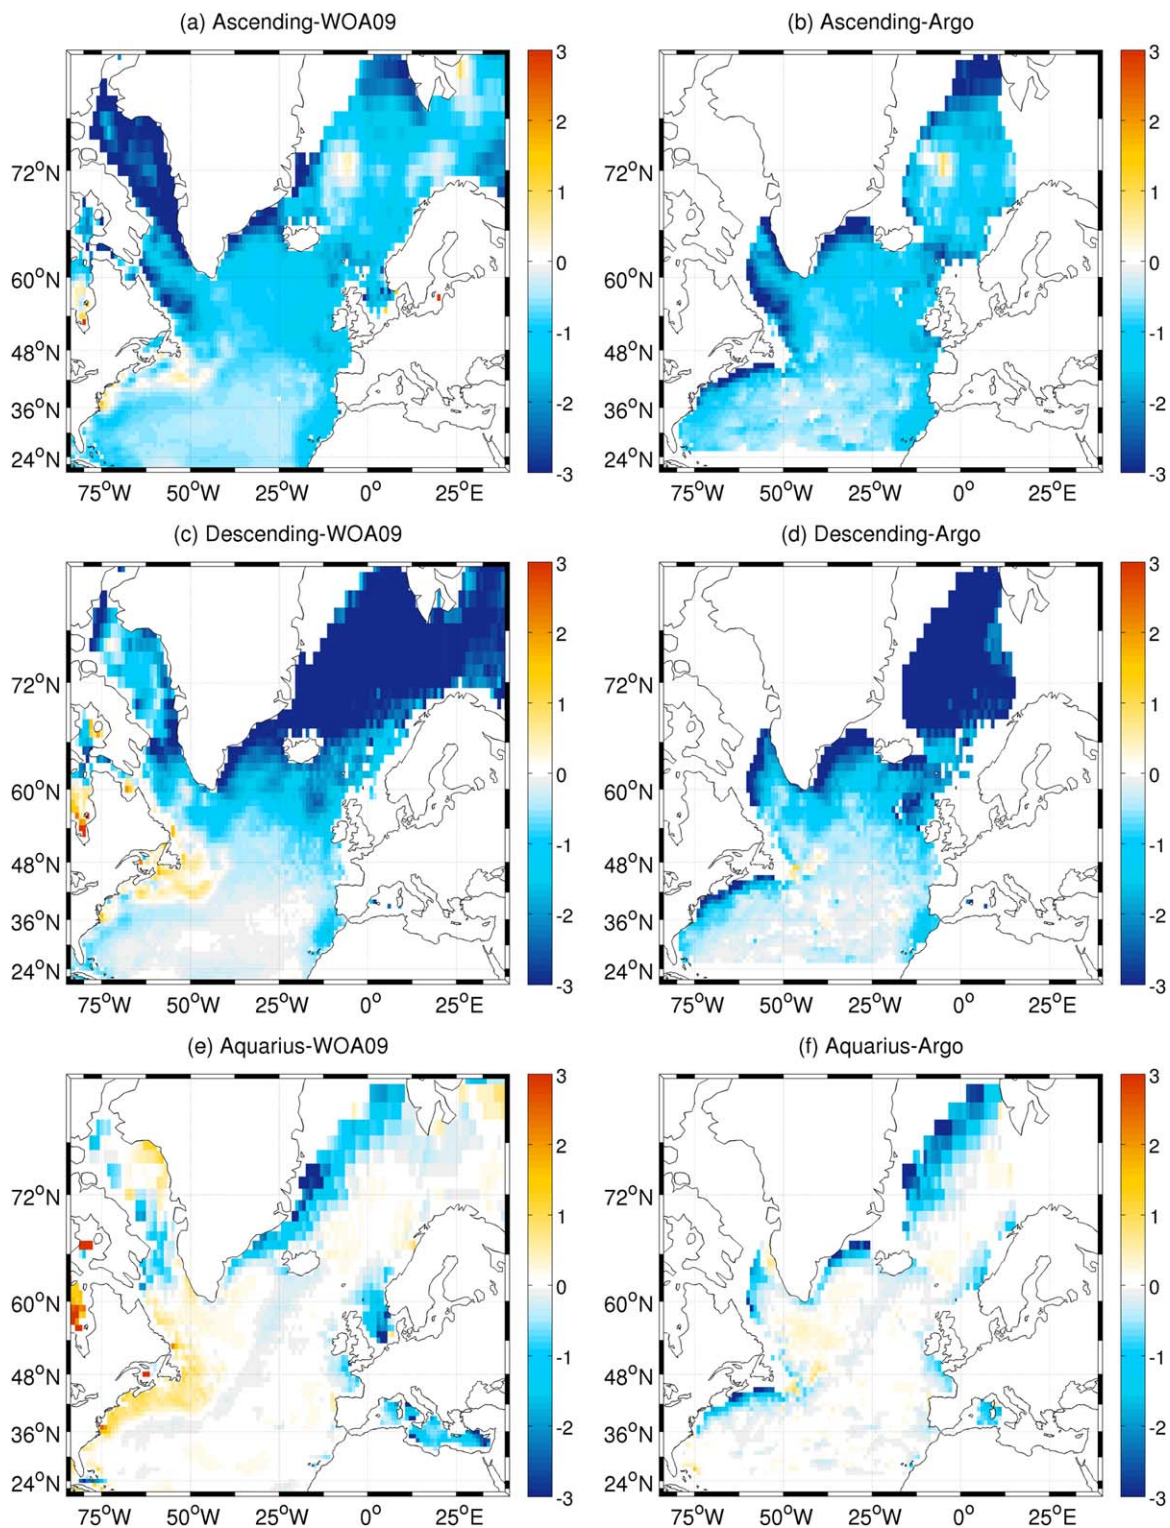 (a) Ascending-WOA09
(b) Ascending-Argo
72°N
60°N
48°N
36°N
24°N
75°W 50°W 25°W 0° 25°E
3
2
1
0
-1
-2
-3
72°N
60°N
48°N
36°N
24°N
75°W 50°W 25°W 0° 25°E
3
2
1
0
-1
-2
-3
(c) Descending-WOA09
(d) Descending-Argo
72°N
60°N
48°N
36°N
24°N
75°W 50°W 25°W 0° 25°E
3
2
1
0
-1
-2
-3
72°N
60°N
48°N
36°N
24°N
75°W 50°W 25°W 0° 25°E
3
2
1
0
-1
-2
-3
(e) Aquarius-WOA09
(f) Aquarius-Argo
72°N
60°N
48°N
36°N
24°N
75°W 50°W 25°W 0° 25°E
3
2
1
0
-1
-2
-3
72°N
60°N
48°N
36°N
24°N
75°W 50°W 25°W 0° 25°E
3
2
1
0
-1
-2
-3